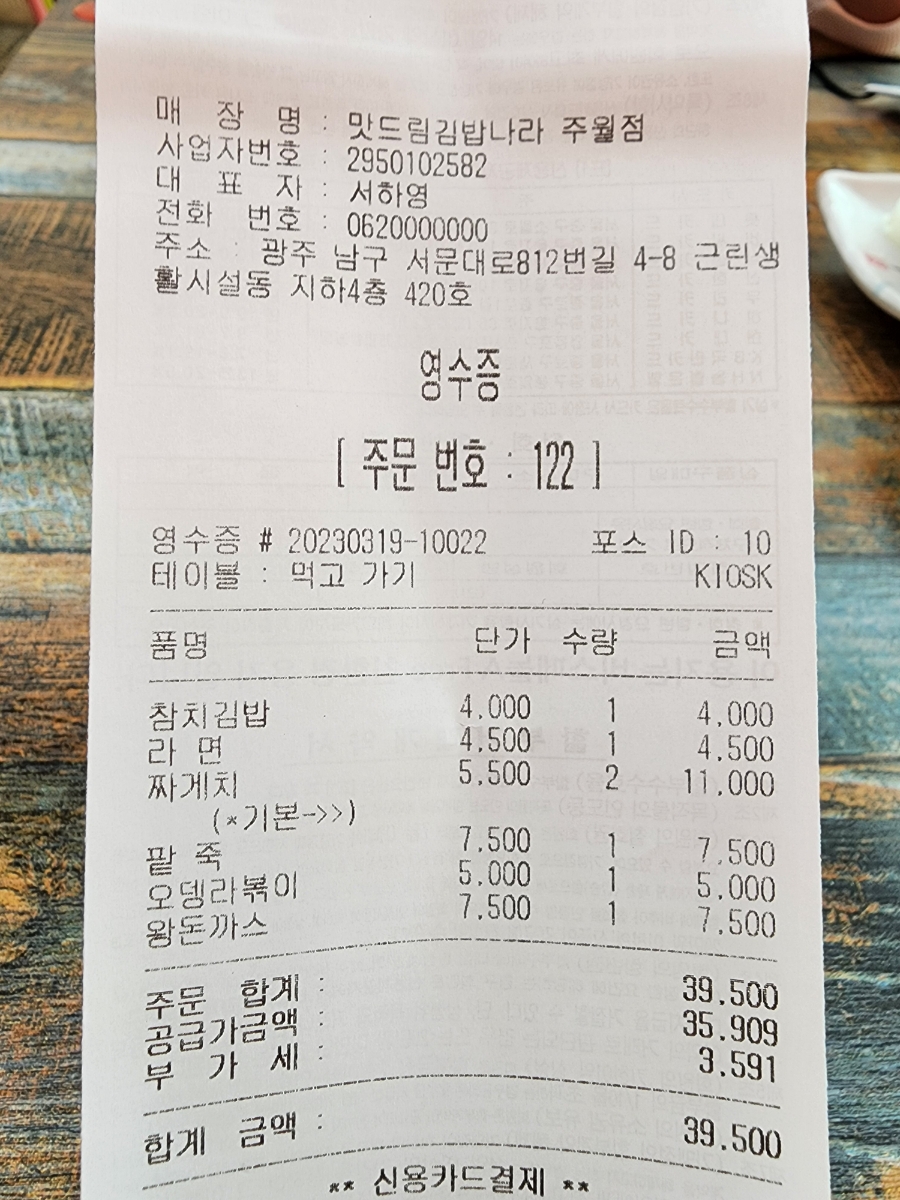 매 장 명 : 맛드림김밥나라 주월점
사업자번호 : 2950102582
대 표 자 : 서하영
전화 번호 : 0620000000
주소 : 광주 남구 서문대로812번길 4-8 근린생
활시설동 지하4층 420호
영수증
[ 주문 번호 : 122 ]
영수증 # 20230319-10022 포스 ID : 10
테이블 : 먹고 가기 KIOSK
품명 단가 수량 금액
참치김밥 4.000 1 4.000
라 면 4.500 1 4.500
짜게치 5.500 2 11.000
(*기본->>)
팥 죽 7.500 1 7.500
오뎅라볶이 5.000 1 5.000
왕돈까스 7.500 1 7.500
주문 합계 : 39.500
공급가금액 : 35.909
부 가 세 : 3.591
합계 금액 : 39.500
** 신용카드결제 **